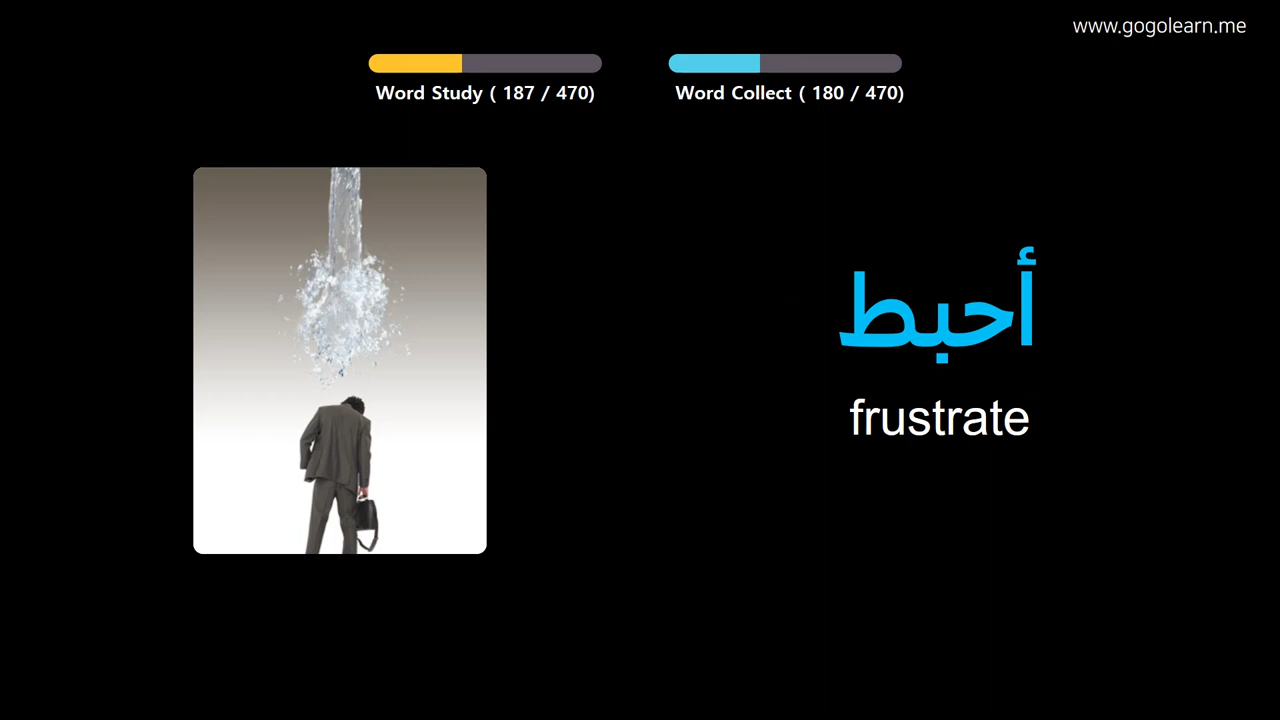 www.gogolearn.me
Word Study ( 187 / 470)
Word Collect ( 180 / 470)
أحبط
frustrate